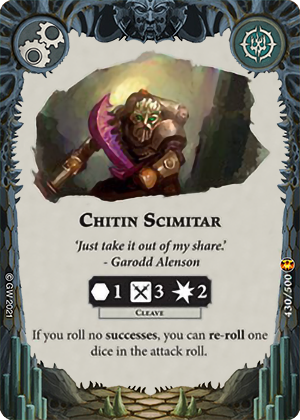 CHITIN SCIMITAR
‘Just take it out of my share.’
- Garodd Alenson
1 3 2
CLEAVE
If you roll no successes, you can re-roll one
dice in the attack roll.
© GW 2021
430/500